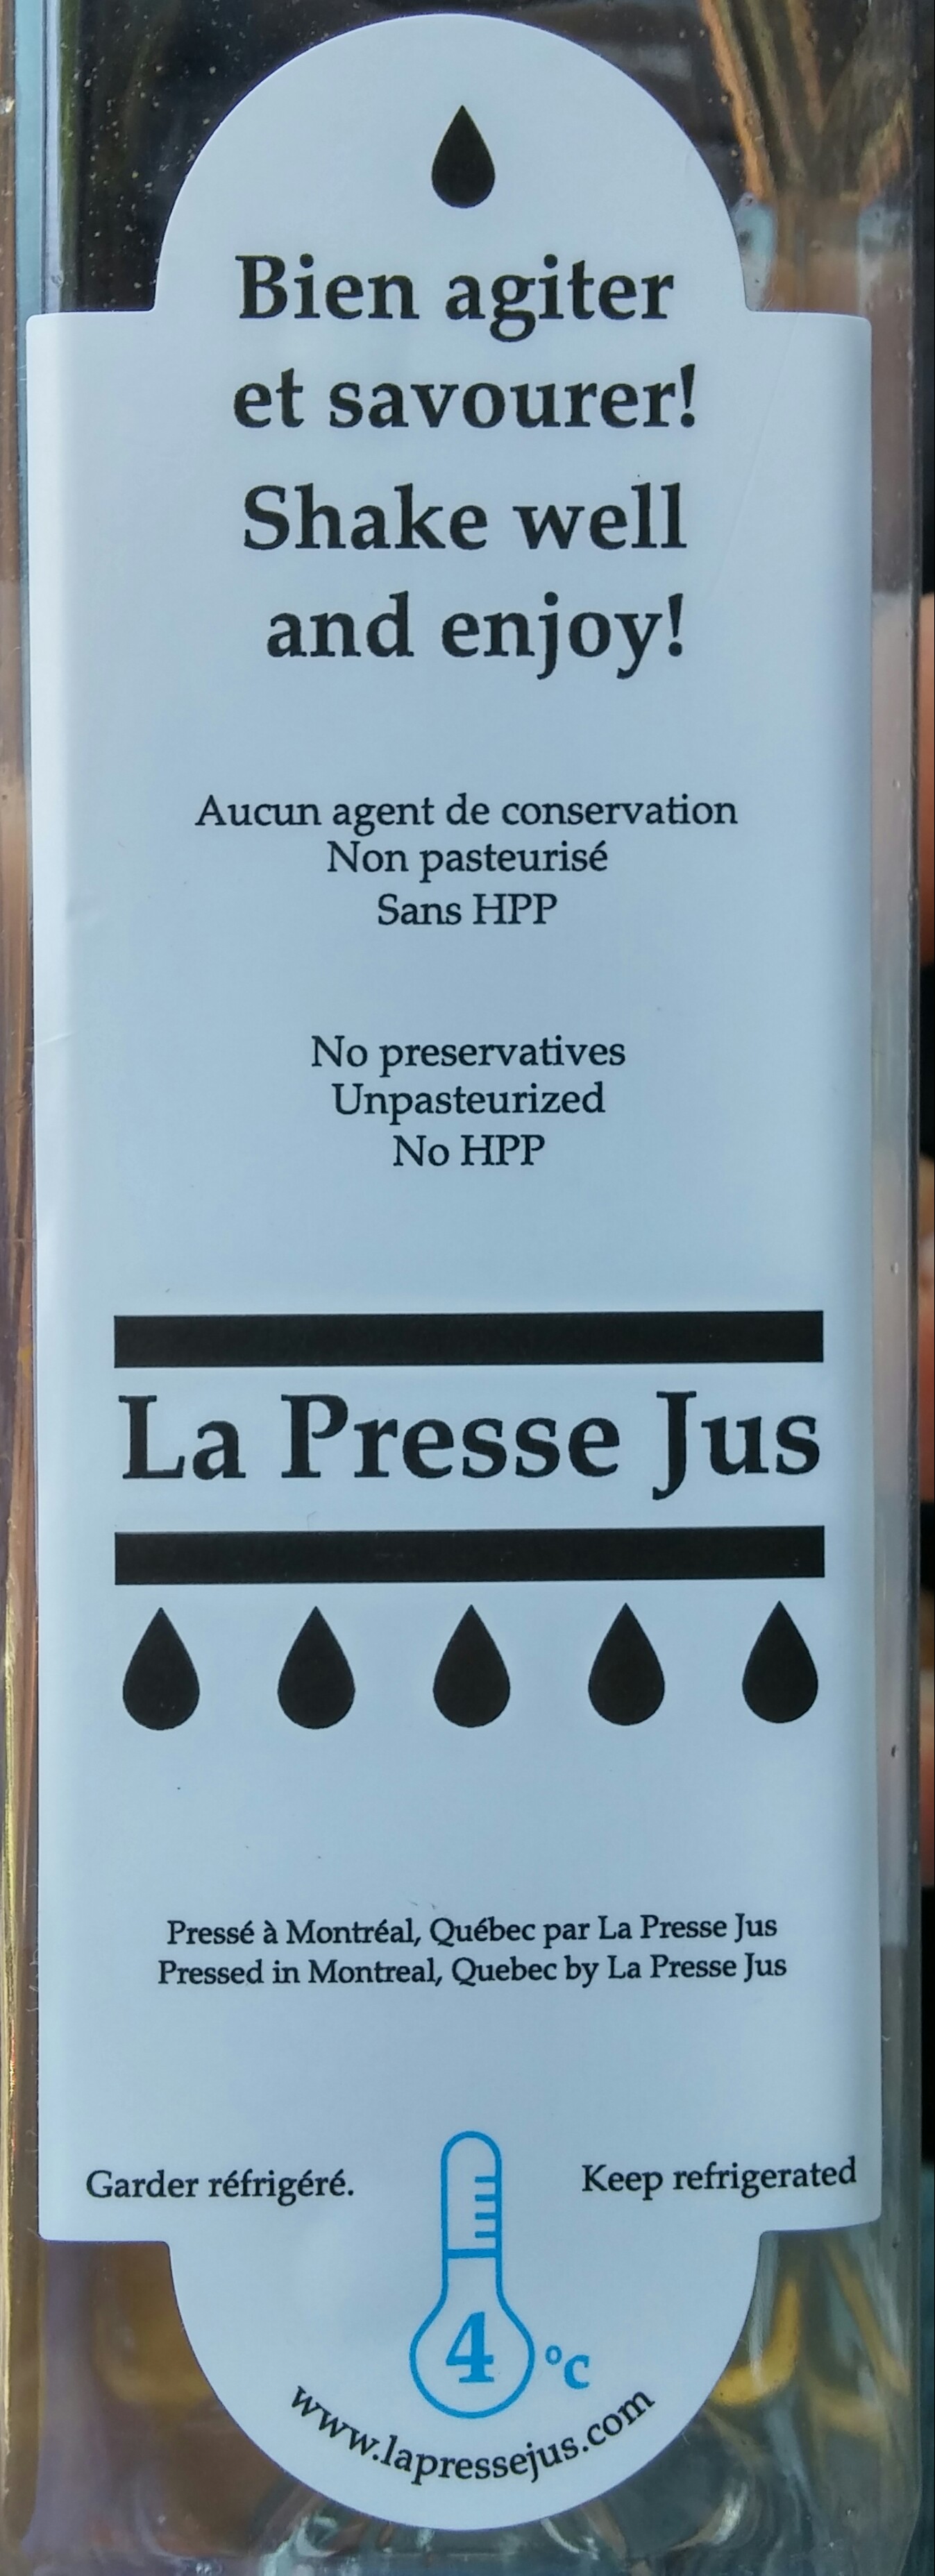 Bien agiter
et savourer!
Shake well
and enjoy!
Aucun agent de conservation
Non pasteurisé
Sans HPP
No preservatives
Unpasteurized
No HPP
La Presse Jus
Pressé à Montréal, Québec par La Presse Jus
Pressed in Montreal, Quebec by La Presse Jus
Garder réfrigéré.
Keep refrigerated
4 °C
www.lapressejus.com